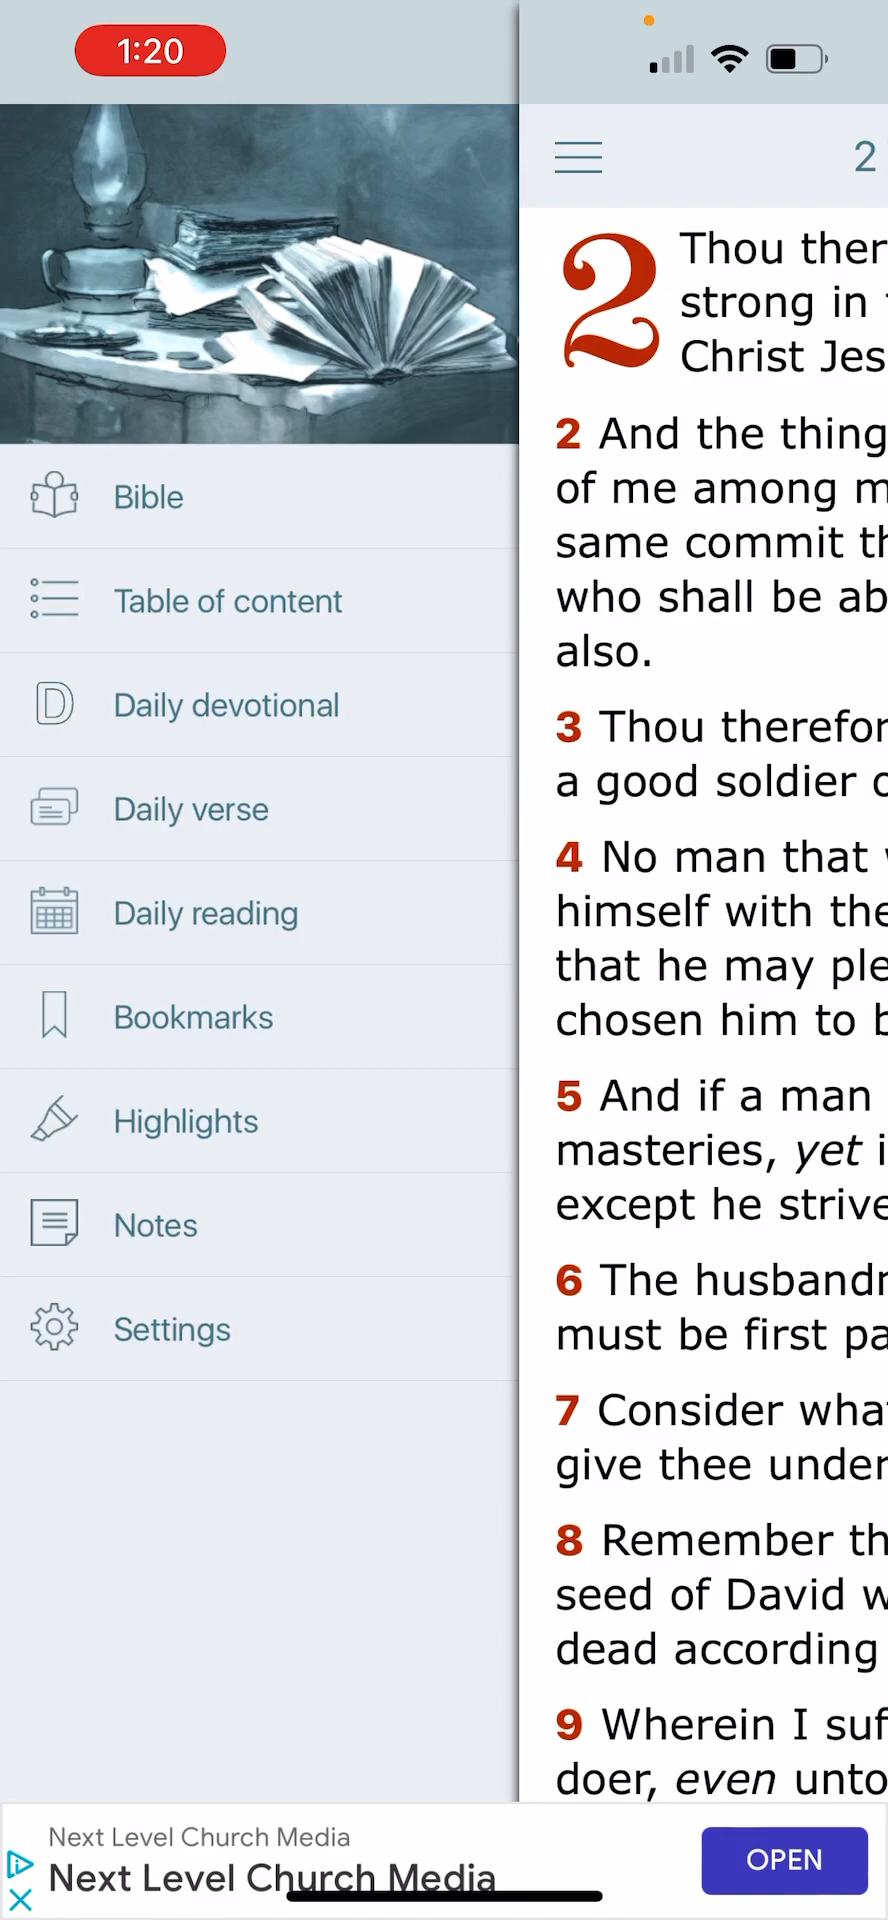 1:20
Bible
Table of content
Daily devotional
Daily verse
Daily reading
Bookmarks
Highlights
Notes
Settings
2
2 Thou ther
strong in
Christ Jes
2 And the thing
of me among m
same commit th
who shall be ab
also.
3 Thou therefor
a good soldier o
4 No man that
himself with the
that he may ple
chosen him to b
5 And if a man
masteries, yet i
except he strive
6 The husbandr
must be first pa
7 Consider what
give thee under
8 Remember th
seed of David w
dead according
9 Wherein I suf
doer, even unto
Next Level Church Media
Next Level Church Media
OPEN